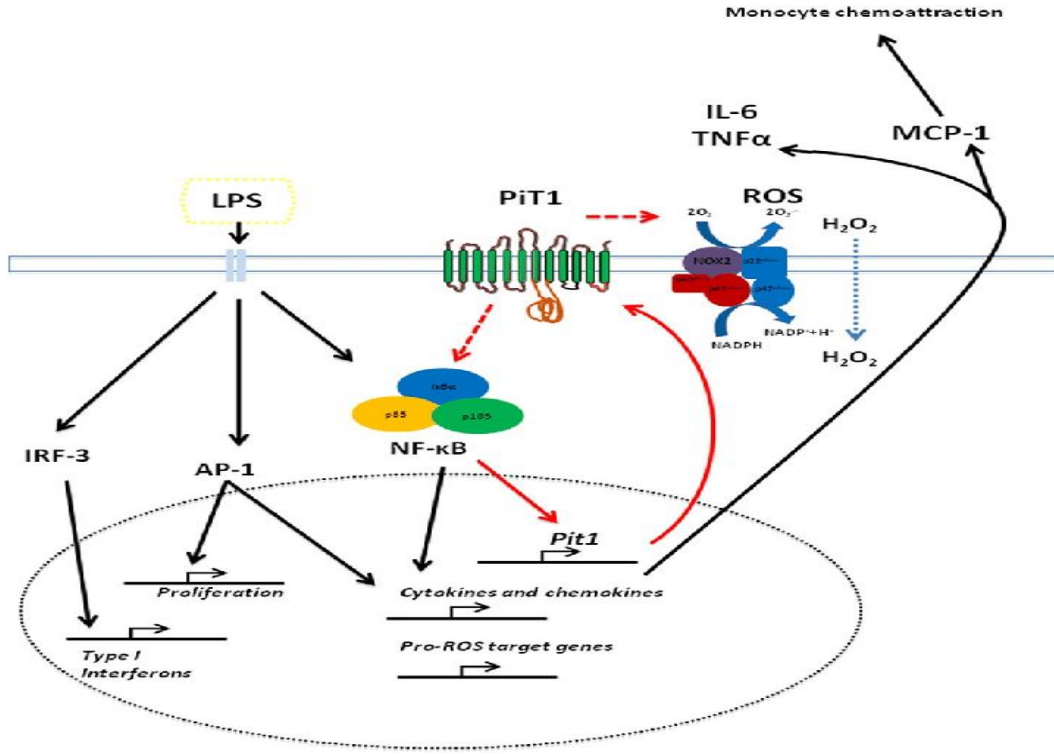 Monocyte chemoattraction
IL-6
TNFα
MCP-1
LPS
PiT1
ROS
2O₂
2O₂⁻
H₂O₂
NOX2
NADPH
NADP⁺+H⁺
H₂O₂
IκBα
p65
p105
NF-κB
IRF-3
AP-1
Pit1
Proliferation
Cytokines and chemokines
Type I
Interferons
Pro-ROS target genes